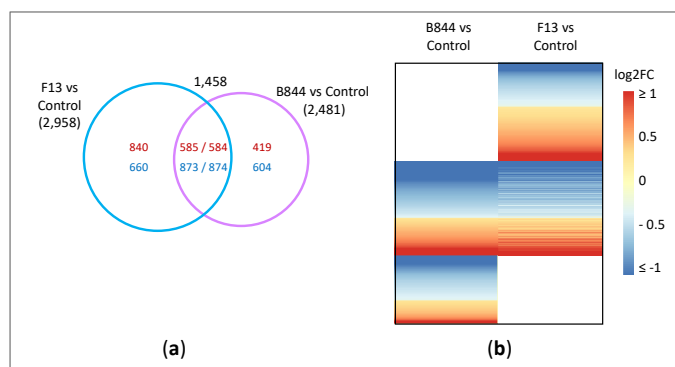 F13 vs
Control
(2,958)
1,458
B844 vs Control
(2,481)
840
585 / 584
419
660
873 / 874
604
(a)
B844 vs
Control
F13 vs
Control
log2FC
≥ 1
0.5
0
- 0.5
≤ -1
(b)